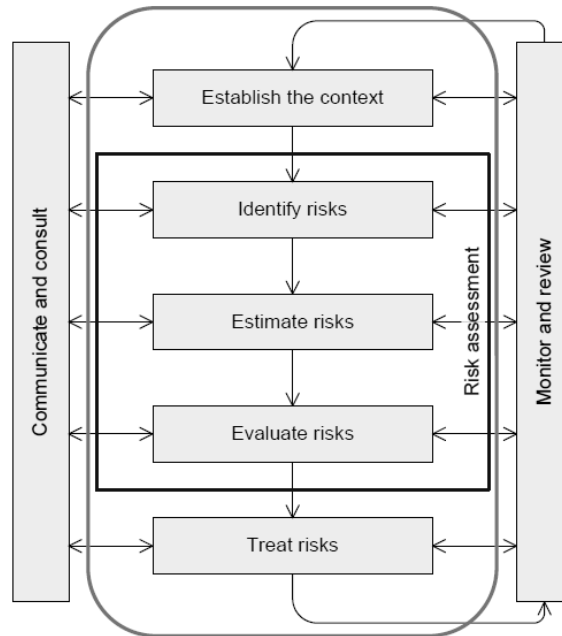 Establish the context
Identify risks
Estimate risks
Evaluate risks
Treat risks
Communicate and consult
Risk assessment
Monitor and review